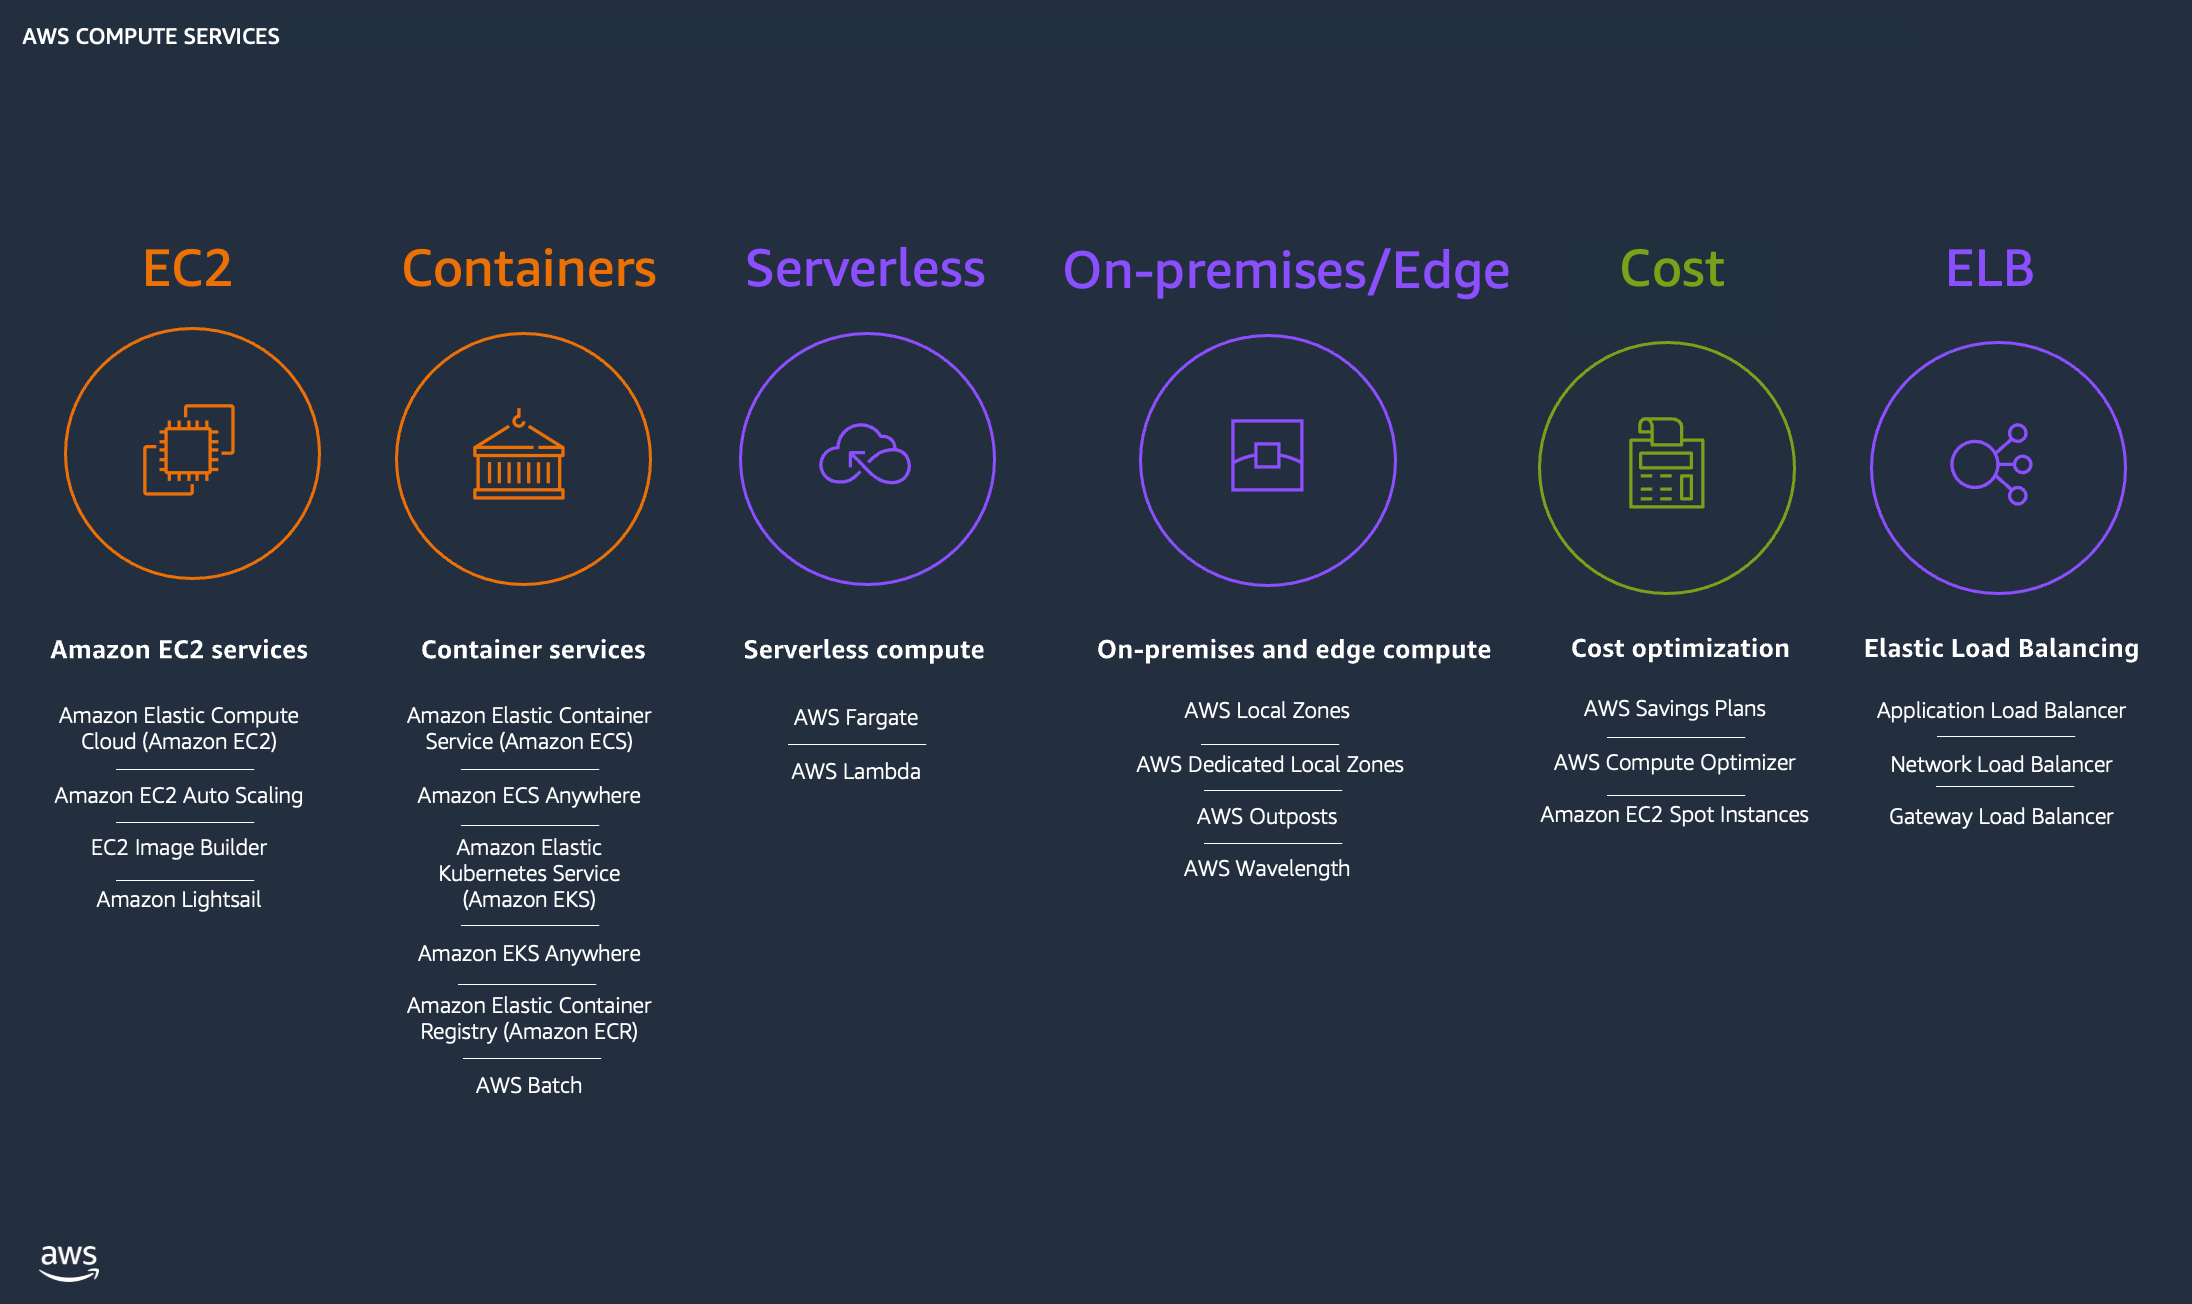 AWS COMPUTE SERVICES
EC2
Amazon EC2 services
Amazon Elastic Compute
Cloud (Amazon EC2)
Amazon EC2 Auto Scaling
EC2 Image Builder
Amazon Lightsail
Containers
Container services
Amazon Elastic Container
Service (Amazon ECS)
Amazon ECS Anywhere
Amazon Elastic
Kubernetes Service
(Amazon EKS)
Amazon EKS Anywhere
Amazon Elastic Container
Registry (Amazon ECR)
AWS Batch
Serverless
Serverless compute
AWS Fargate
AWS Lambda
On-premises/Edge
On-premises and edge compute
AWS Local Zones
AWS Dedicated Local Zones
AWS Outposts
AWS Wavelength
Cost
Cost optimization
AWS Savings Plans
AWS Compute Optimizer
Amazon EC2 Spot Instances
ELB
Elastic Load Balancing
Application Load Balancer
Network Load Balancer
Gateway Load Balancer
aws